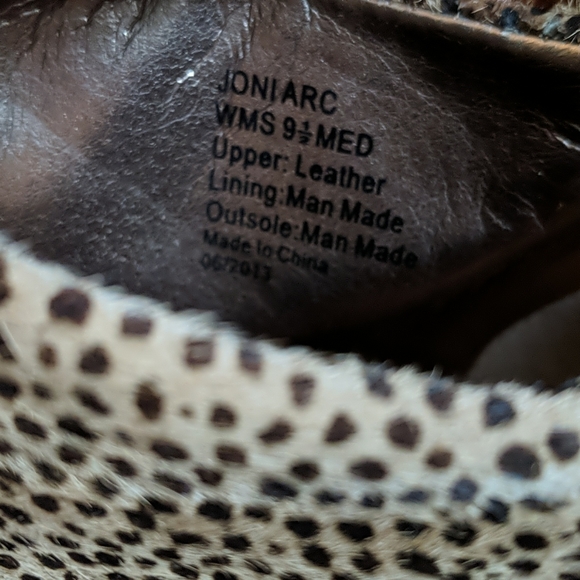 JONI ARC
WMS 9½ MED
Upper: Leather
Lining:Man Made
Outsole:Man Made
Made in China
06/2013